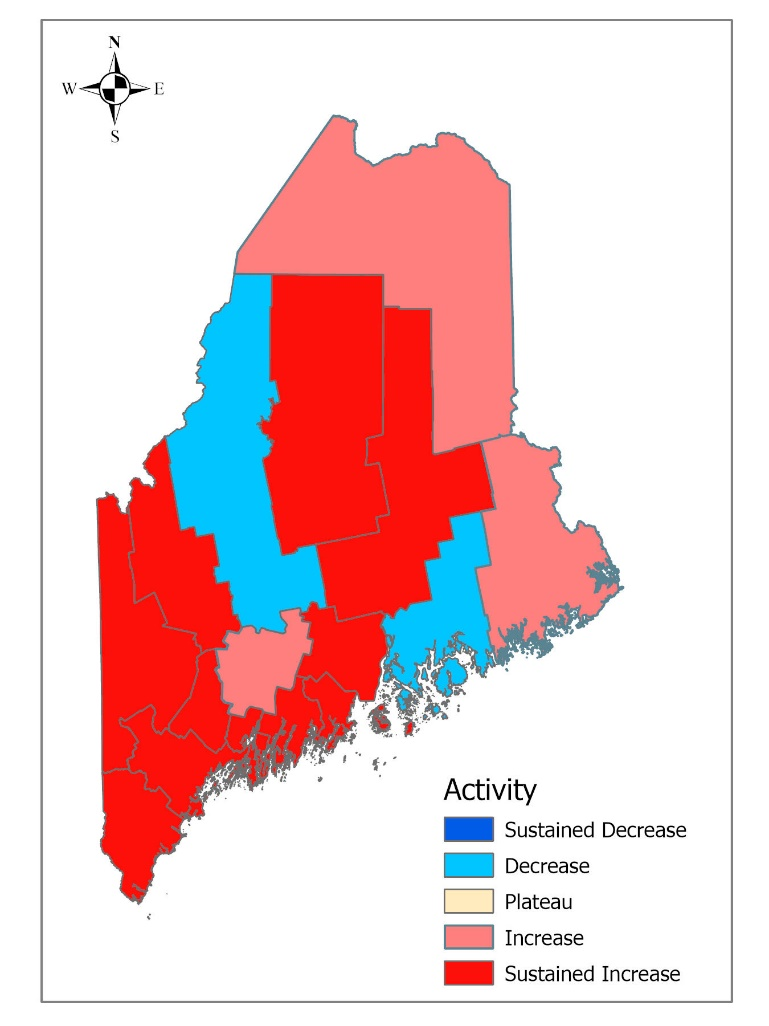 N
W E
S
Activity
Sustained Decrease
Decrease
Plateau
Increase
Sustained Increase